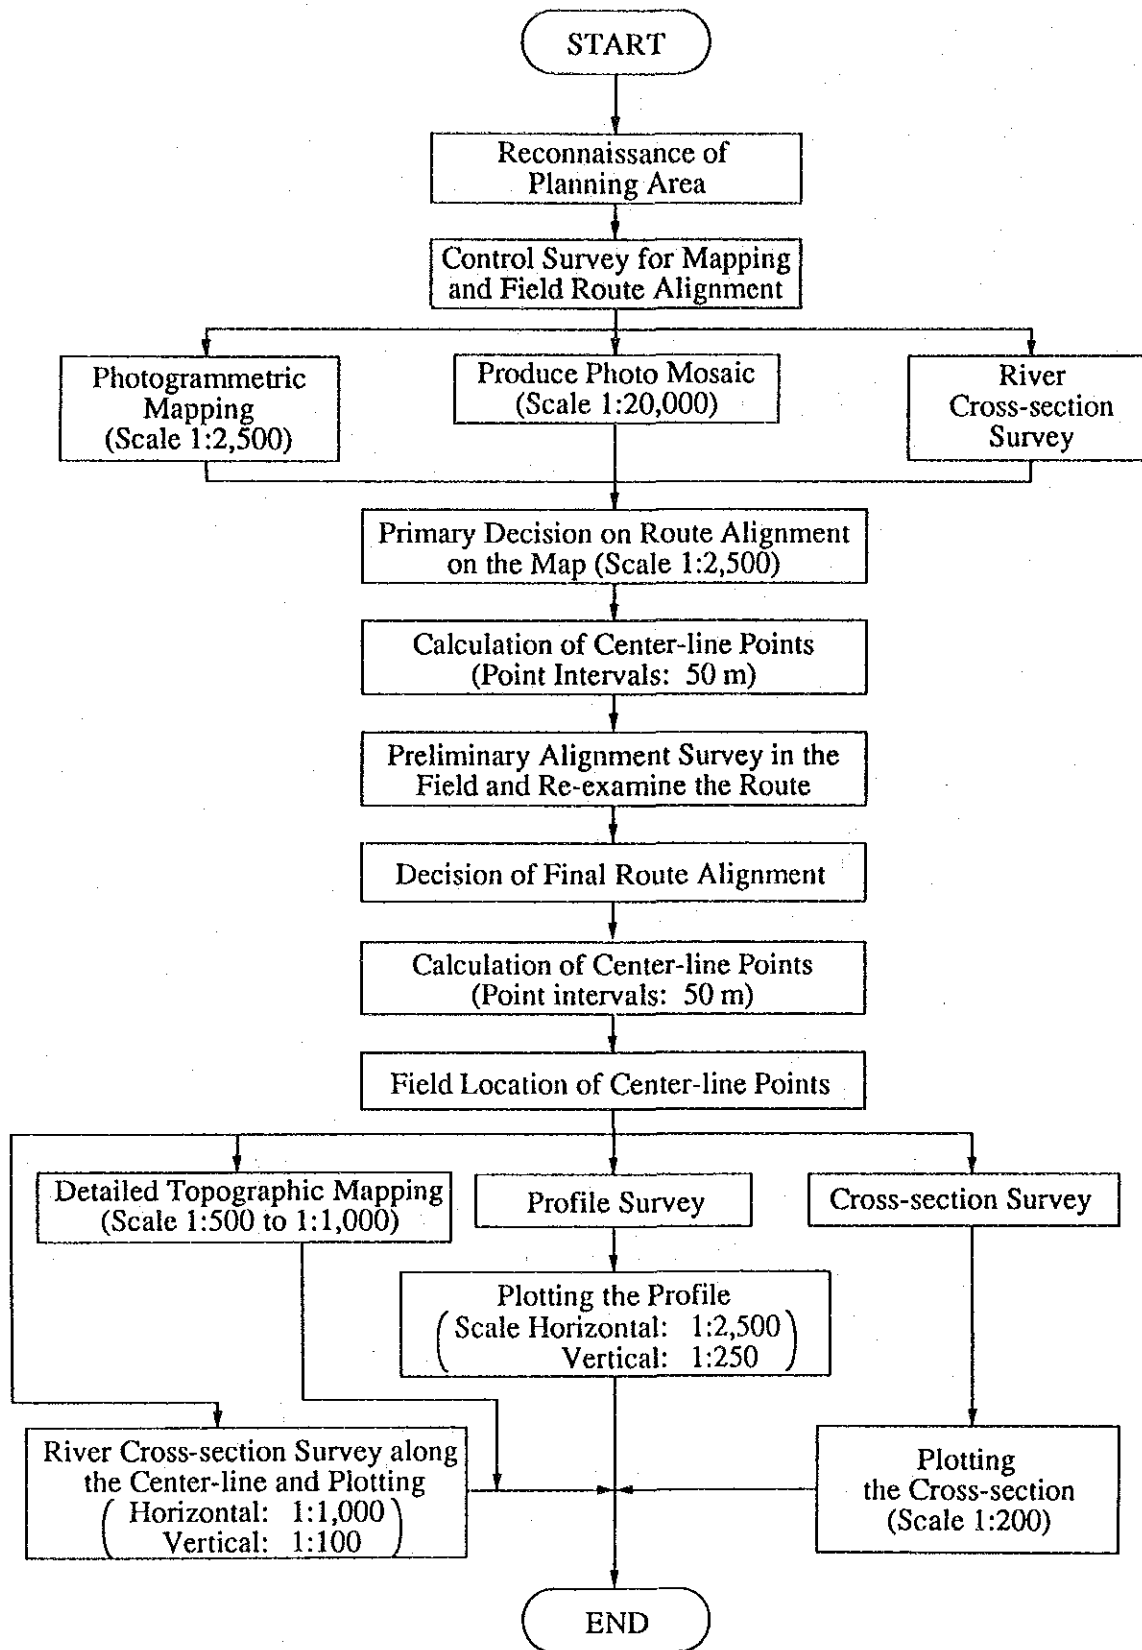 START
Reconnaissance of
Planning Area
Control Survey for Mapping
and Field Route Alignment
Photogrammetric
Mapping
(Scale 1:2,500)
Produce Photo Mosaic
(Scale 1:20,000)
River
Cross-section
Survey
Primary Decision on Route Alignment
on the Map (Scale 1:2,500)
Calculation of Center-line Points
(Point Intervals: 50 m)
Preliminary Alignment Survey in the
Field and Re-examine the Route
Decision of Final Route Alignment
Calculation of Center-line Points
(Point intervals: 50 m)
Field Location of Center-line Points
Detailed Topographic Mapping
(Scale 1:500 to 1:1,000)
Profile Survey
Cross-section Survey
Plotting the Profile
(Scale Horizontal: 1:2,500
Vertical: 1:250)
River Cross-section Survey along
the Center-line and Plotting
(Horizontal: 1:1,000
Vertical: 1:100)
Plotting
the Cross-section
(Scale 1:200)
END